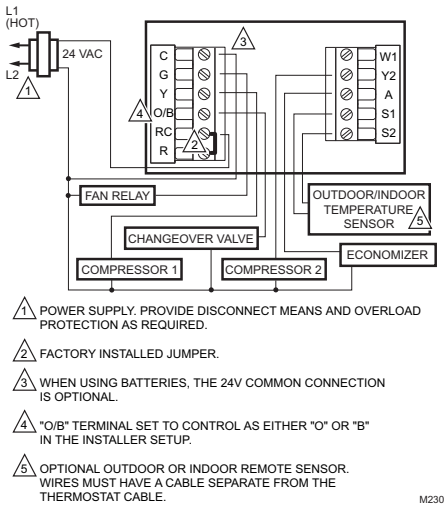 L1
(HOT)
24 VAC
L2
1
3
C
G
Y
4
O/B
RC
2
R
W1
Y2
A
S1
S2
FAN RELAY
OUTDOOR/INDOOR
TEMPERATURE
SENSOR
5
CHANGEOVER VALVE
ECONOMIZER
COMPRESSOR 1
COMPRESSOR 2
1 POWER SUPPLY. PROVIDE DISCONNECT MEANS AND OVERLOAD
PROTECTION AS REQUIRED.
2 FACTORY INSTALLED JUMPER.
3 WHEN USING BATTERIES, THE 24V COMMON CONNECTION
IS OPTIONAL.
4 "O/B" TERMINAL SET TO CONTROL AS EITHER "O" OR "B"
IN THE INSTALLER SETUP.
5 OPTIONAL OUTDOOR OR INDOOR REMOTE SENSOR.
WIRES MUST HAVE A CABLE SEPARATE FROM THE
THERMOSTAT CABLE.
M230